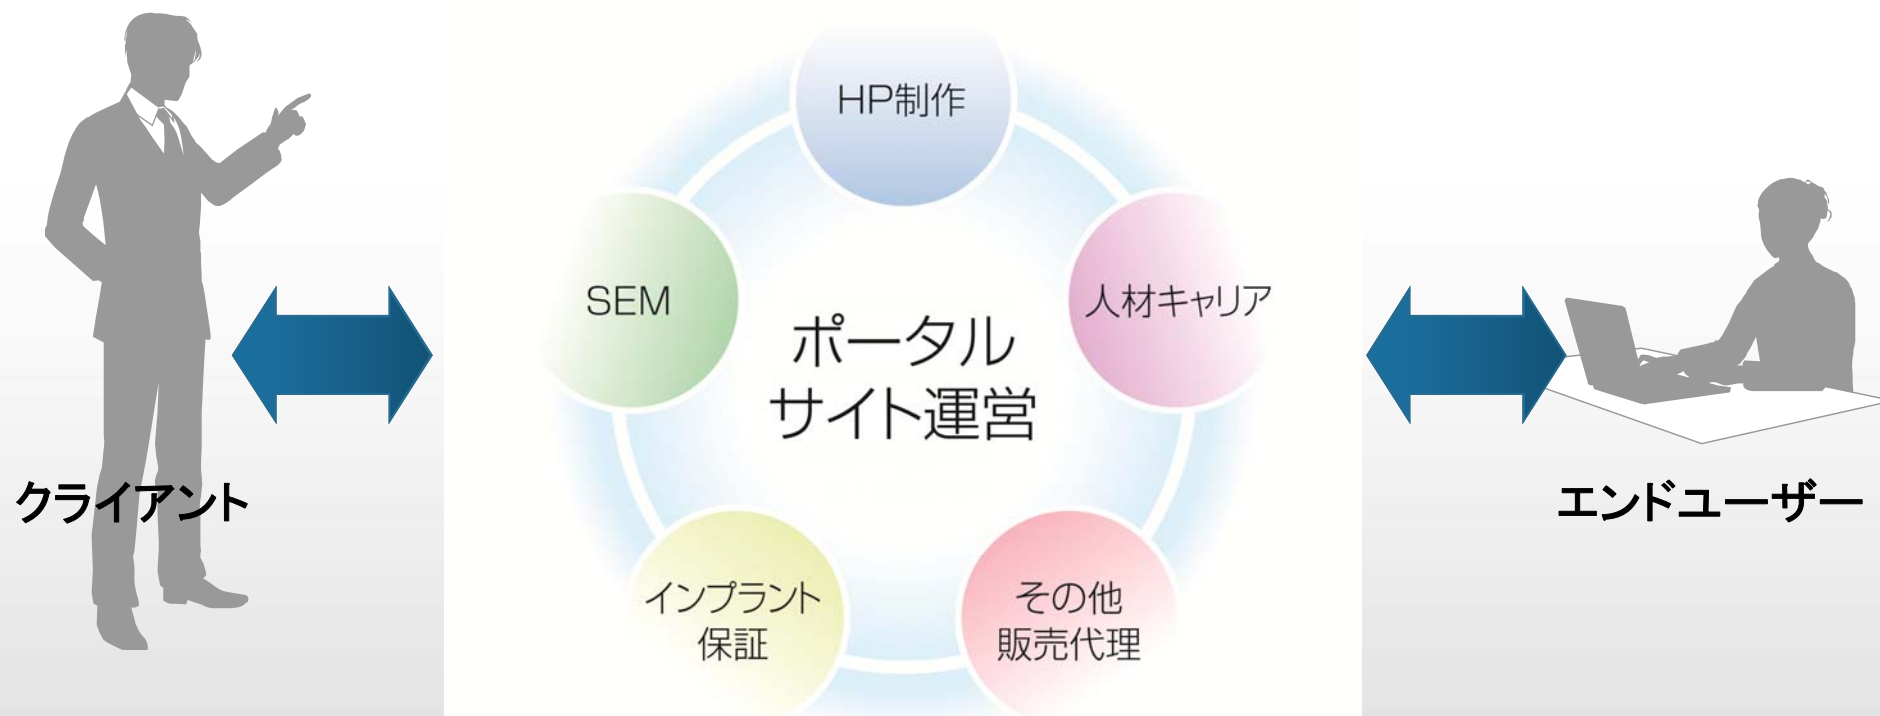 HP制作
SEM
人材キャリア
ポータル
サイト運営
クライアント
エンドユーザー
インプラント
保証
その他
販売代理